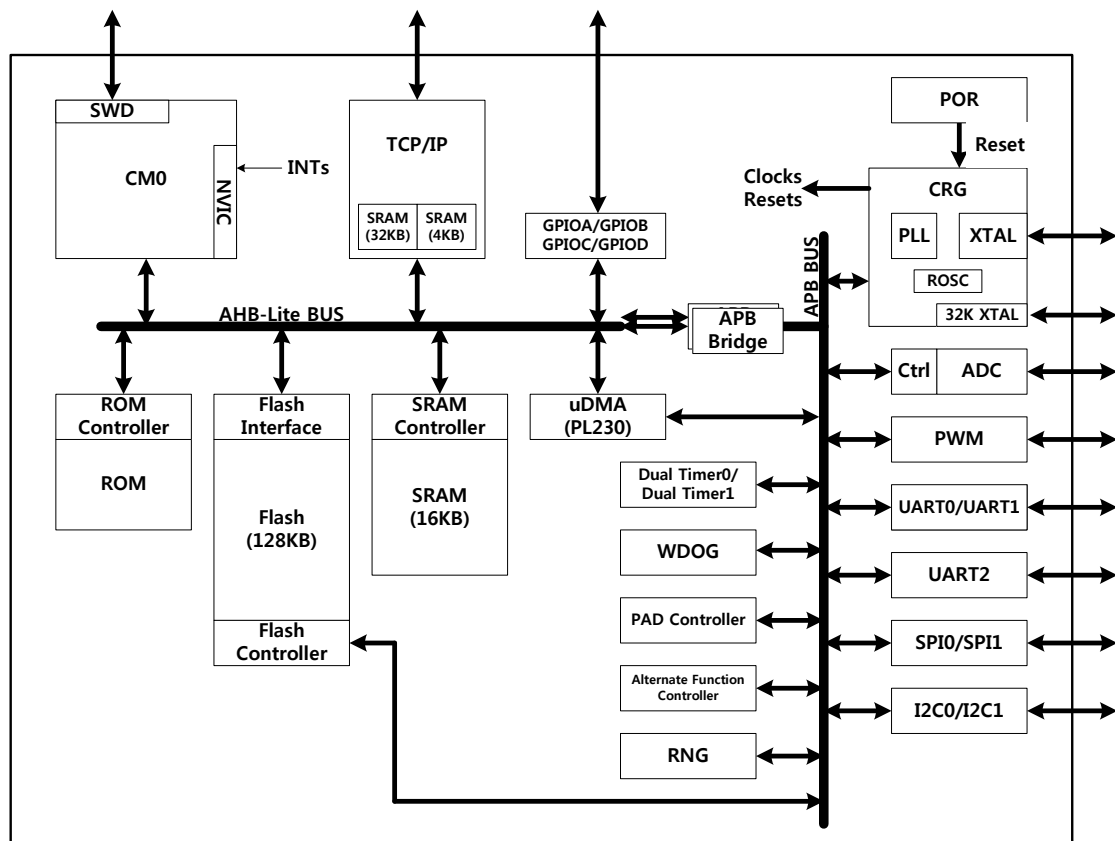 SWD
CM0
NVIC
INTs
TCP/IP
SRAM
(32KB)
SRAM
(4KB)
GPIOA/GPIOB
GPIOC/GPIOD
POR
Reset
Clocks
Resets
CRG
PLL
XTAL
ROSC
32K XTAL
AHB-Lite BUS
APB
Bridge
APB BUS
ROM
Controller
ROM
Flash
Interface
Flash
(128KB)
Flash
Controller
SRAM
Controller
SRAM
(16KB)
uDMA
(PL230)
Dual Timer0/
Dual Timer1
WDOG
PAD Controller
Alternate Function
Controller
RNG
Ctrl
ADC
PWM
UART0/UART1
UART2
SPI0/SPI1
I2C0/I2C1